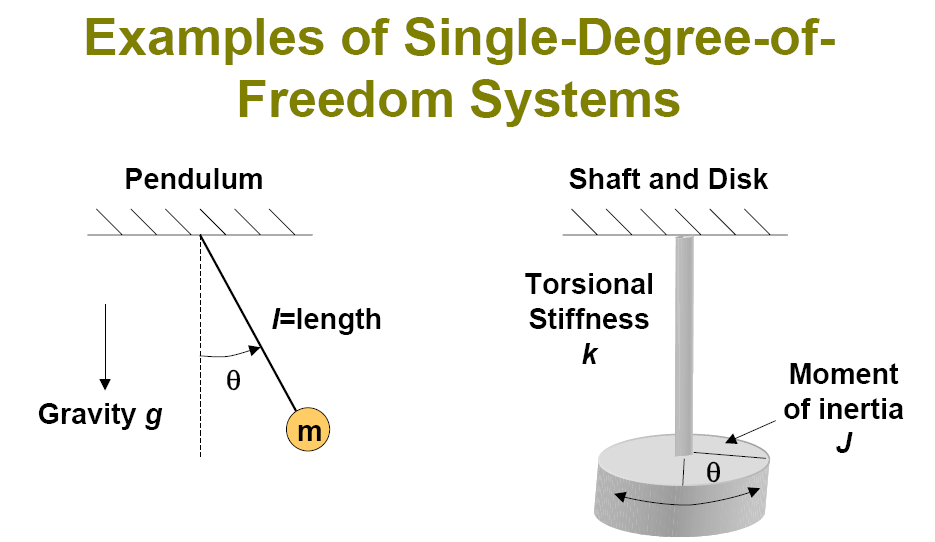 Examples of Single-Degree-of-
Freedom Systems
Pendulum
l=length
θ
Gravity g
m
Shaft and Disk
Torsional
Stiffness
k
Moment
of inertia
J
θ